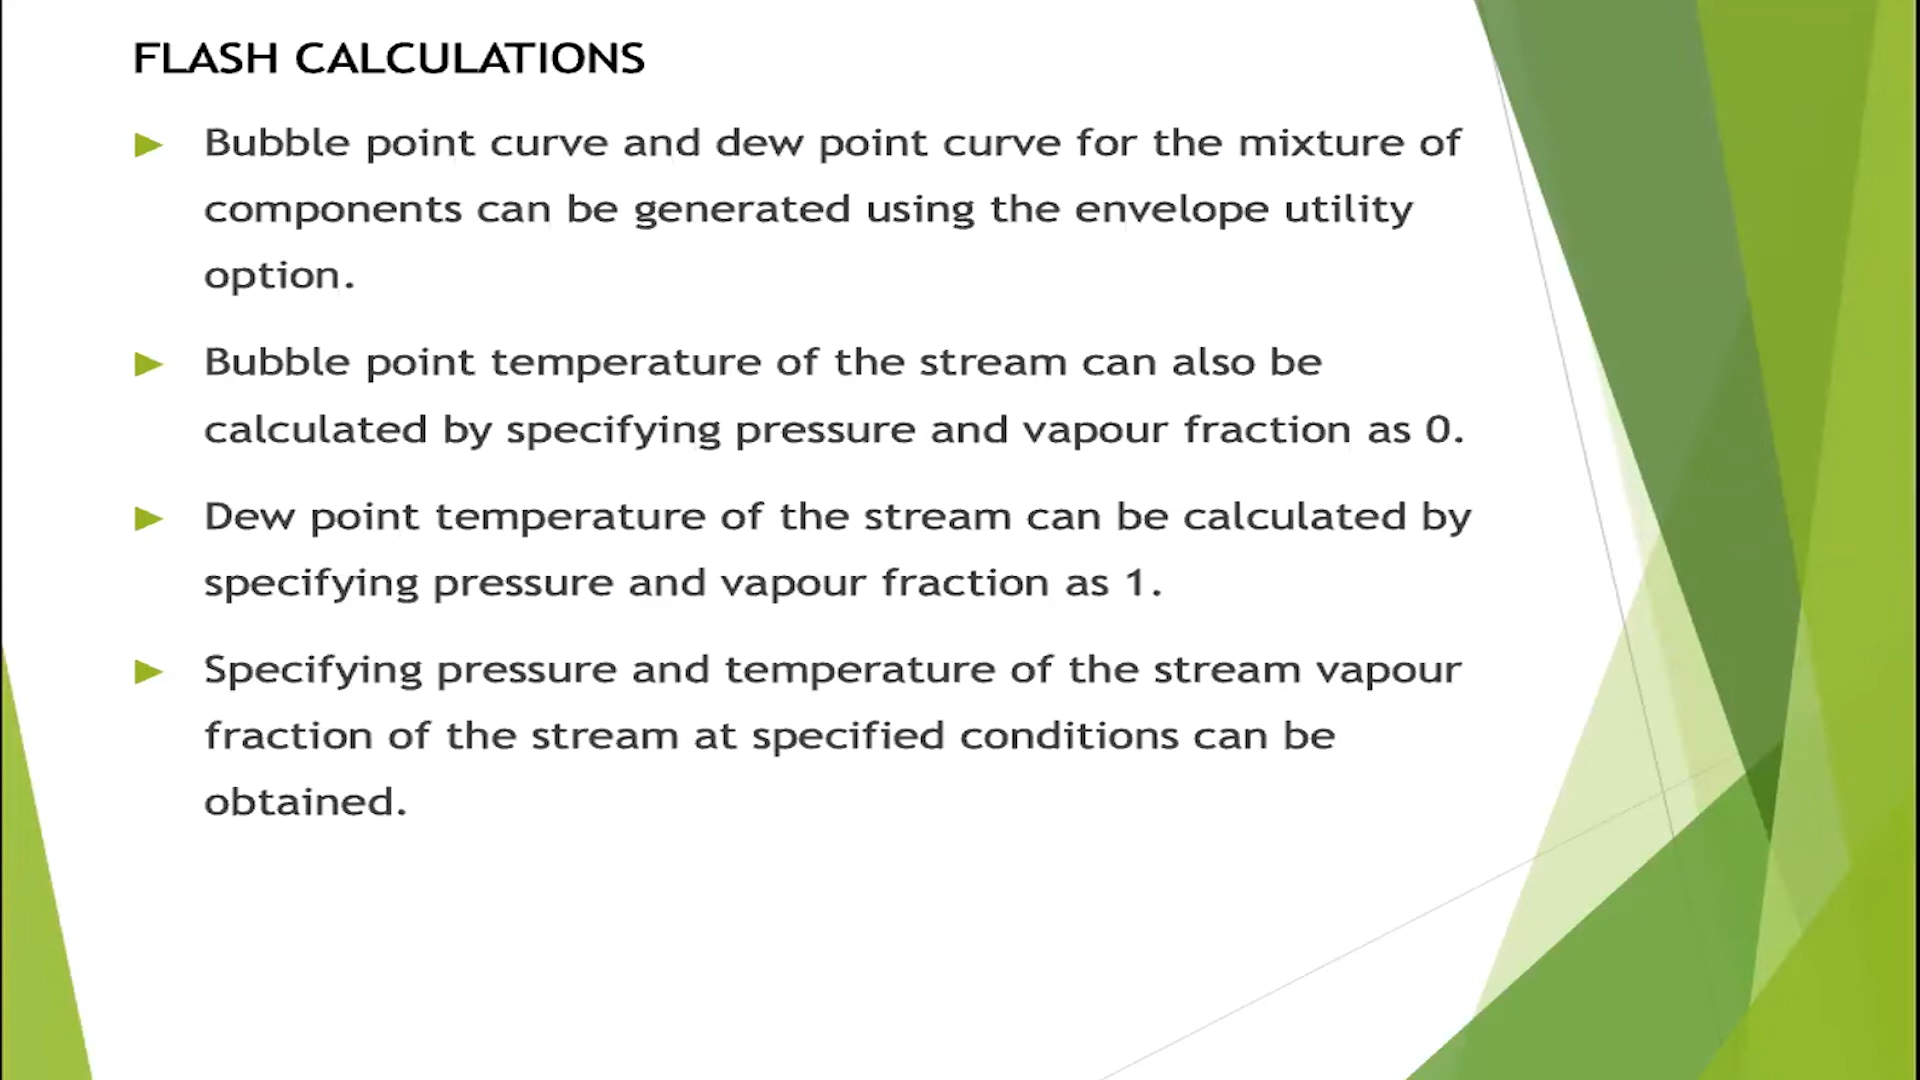 FLASH CALCULATIONS
Bubble point curve and dew point curve for the mixture of
components can be generated using the envelope utility
option.
Bubble point temperature of the stream can also be
calculated by specifying pressure and vapour fraction as 0.
Dew point temperature of the stream can be calculated by
specifying pressure and vapour fraction as 1.
Specifying pressure and temperature of the stream vapour
fraction of the stream at specified conditions can be
obtained.